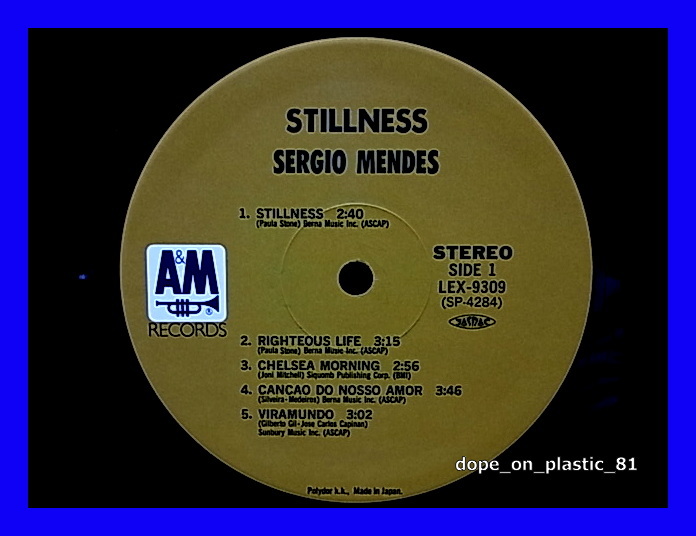 STILLNESS
SERGIO MENDES
1. STILLNESS 2:40
(Paula Stone) Berna Music Inc. (ASCAP)
A&M
®
RECORDS
STEREO
SIDE 1
LEX-9309
(SP-4284)
JASRAC
2. RIGHTEOUS LIFE 3:15
(Paula Stone) Berna Music Inc. (ASCAP)
3. CHELSEA MORNING 2:56
(Joni Mitchell) Siquomb Publishing Corp. (BMI)
4. CANÇAO DO NOSSO AMOR 3:46
(Silveira-Medeiros) Berna Music Inc. (ASCAP)
5. VIRAMUNDO 3:02
(Gilberto Gil-Jose Carlos Capinan)
Sunbury Music Inc. (ASCAP)
dope_on_plastic_81
Polydor k.k., Made in Japan.